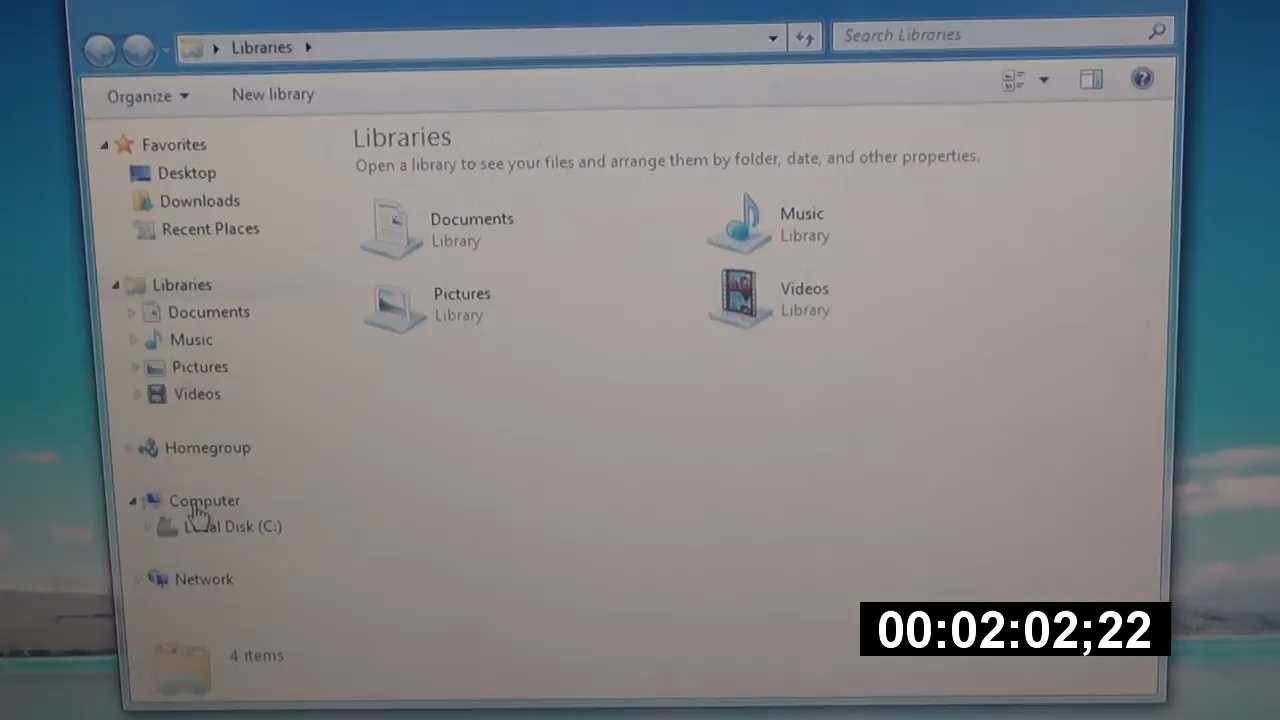 Libraries
Search Libraries
Organize
New library
Favorites
Desktop
Downloads
Recent Places
Libraries
Documents
Music
Pictures
Videos
Homegroup
Computer
Local Disk (C:)
Network
Libraries
Open a library to see your files and arrange them by folder, date, and other properties.
Documents
Library
Music
Library
Pictures
Library
Videos
Library
4 items
00:02:02;22